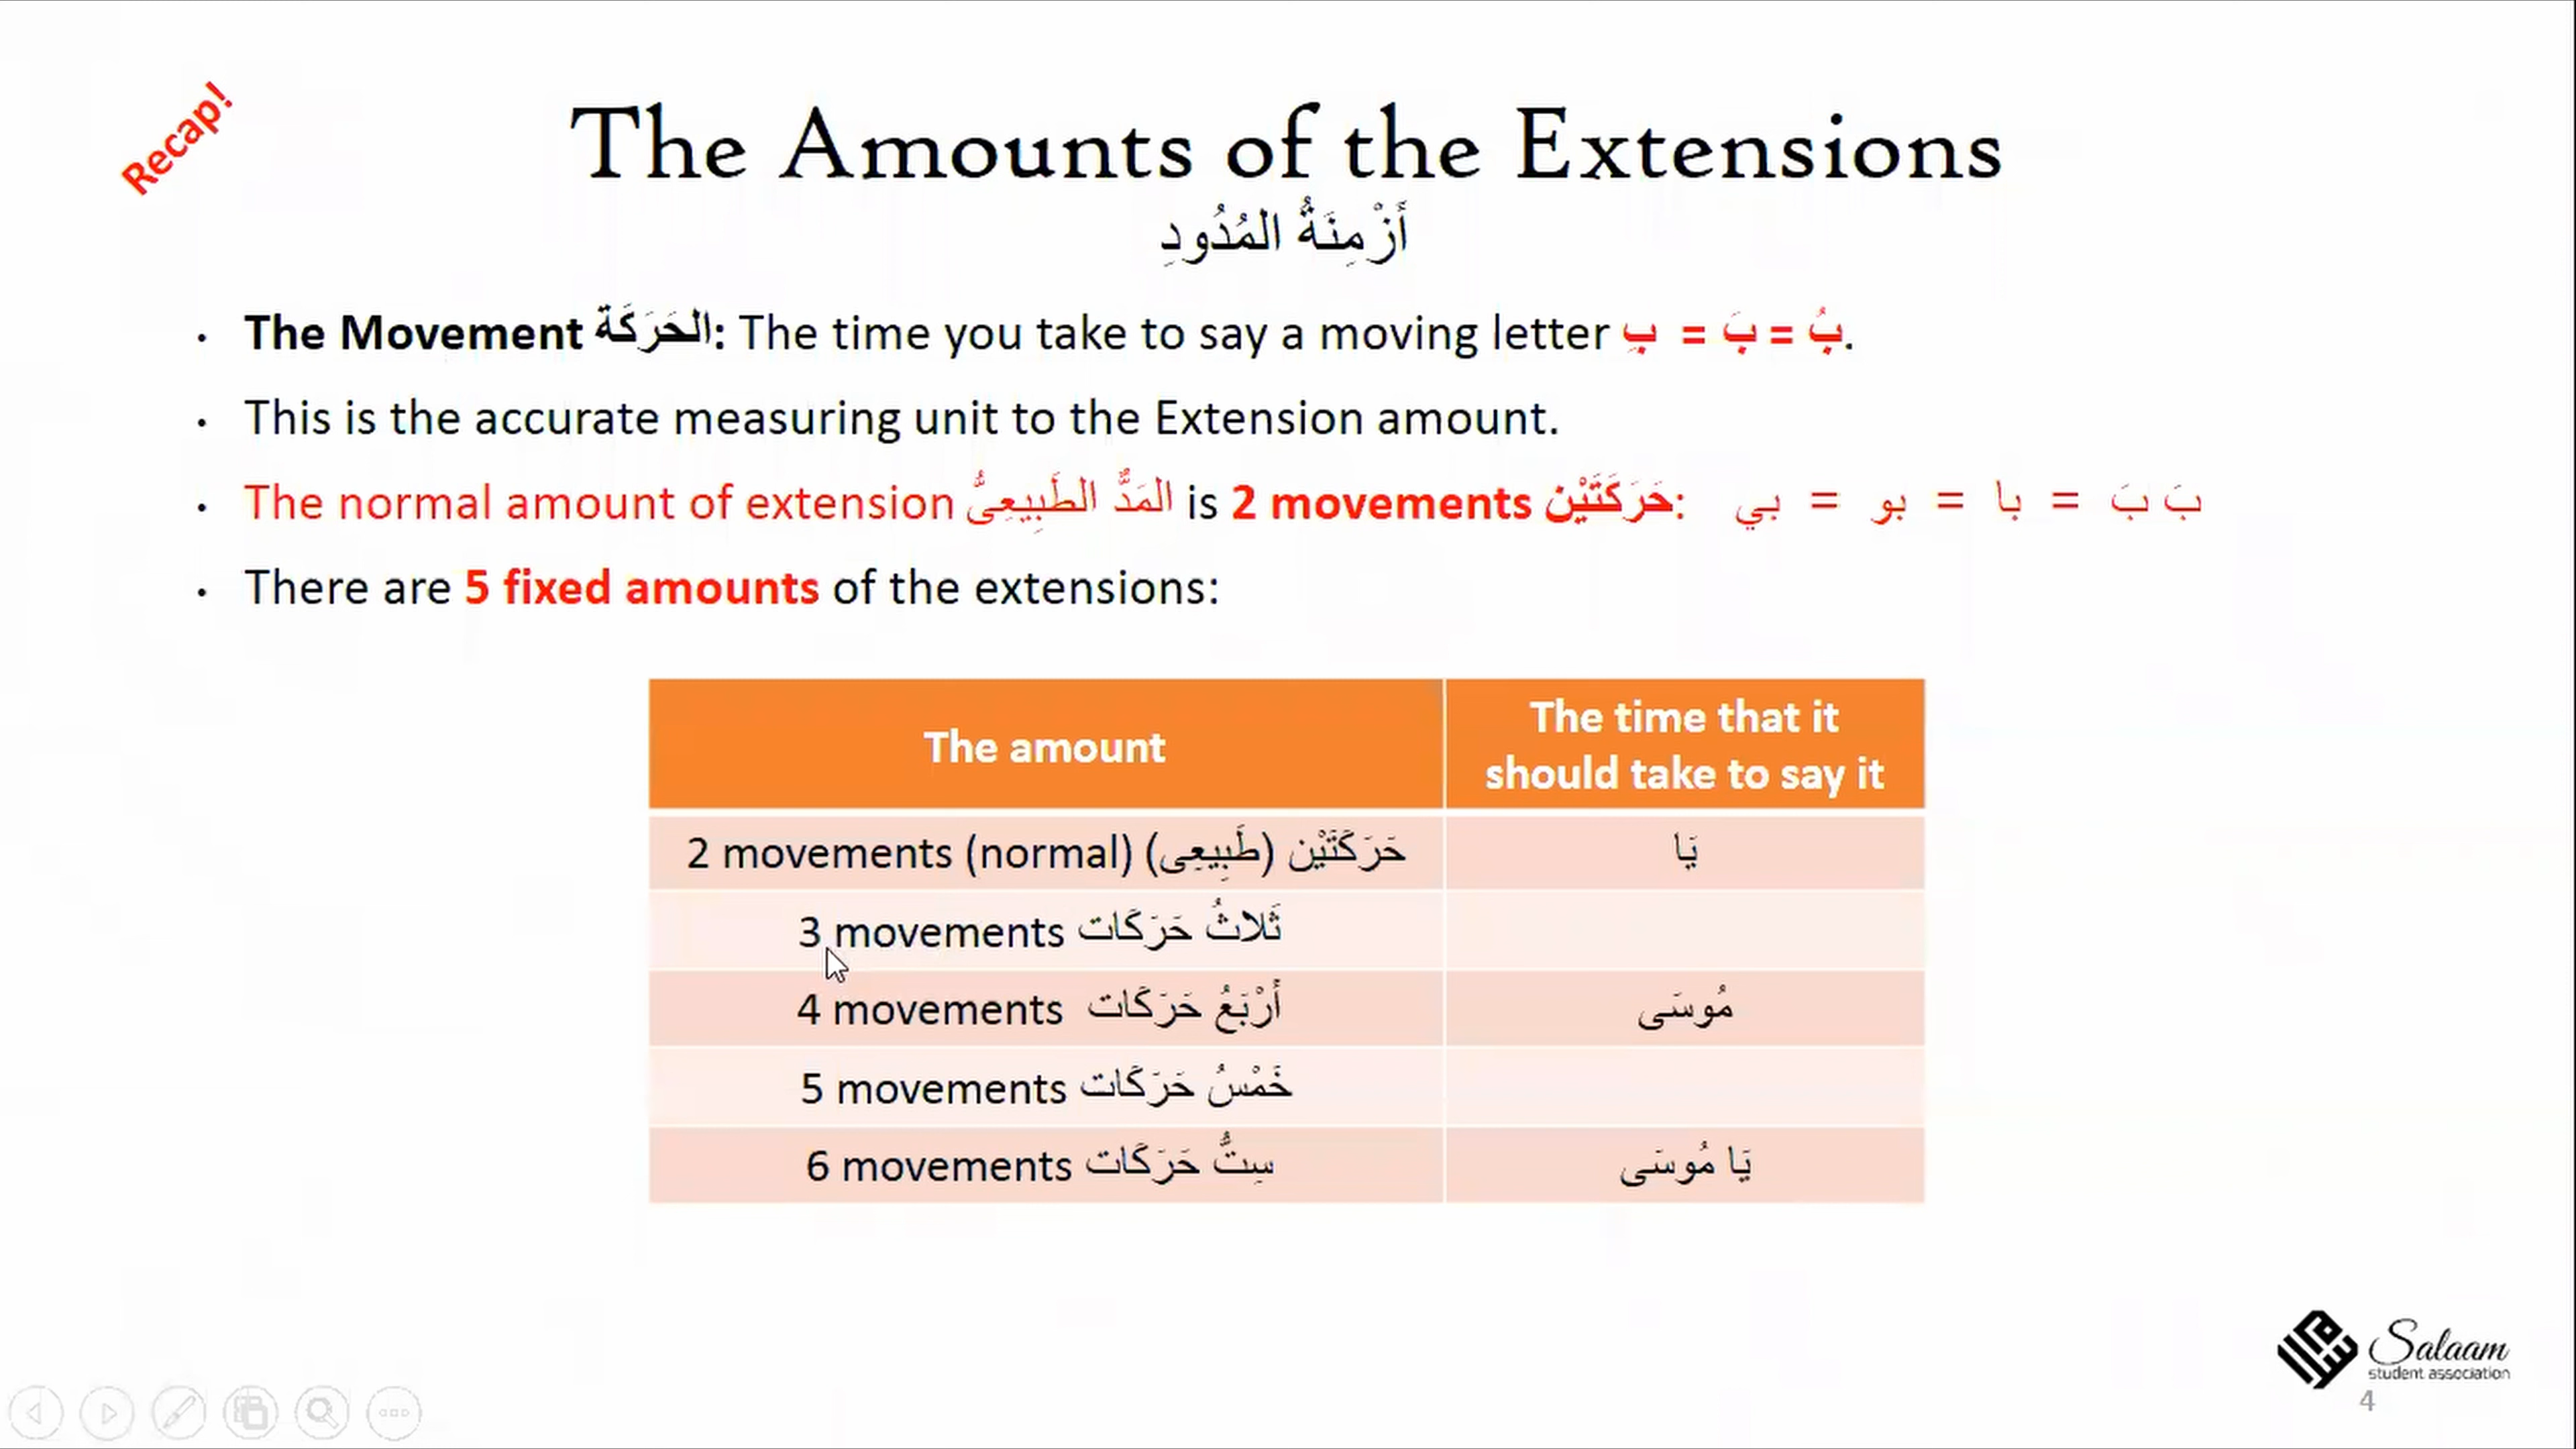 Recap!
The Amounts of the Extensions
أَزْمِنَةُ المُدُودِ
• The Movement الحَرَكَة: The time you take to say a moving letter بِ = بَ = بُ.
• This is the accurate measuring unit to the Extension amount.
• The normal amount of extension المَدُّ الطَبِيعِىُّ is 2 movements حَرَكَتَيْن: بَ بَ = با = بو = بي
• There are 5 fixed amounts of the extensions:
The amount
The time that it
should take to say it
2 movements (normal) حَرَكَتَيْن (طَبِيعِى)
يَا
3 movements ثَلاثُ حَرَكَات
4 movements أَرْبَعُ حَرَكَات
مُوسَى
5 movements خَمْسُ حَرَكَات
6 movements سِتُّ حَرَكَات
يَا مُوسَى
Salaam
student association
4